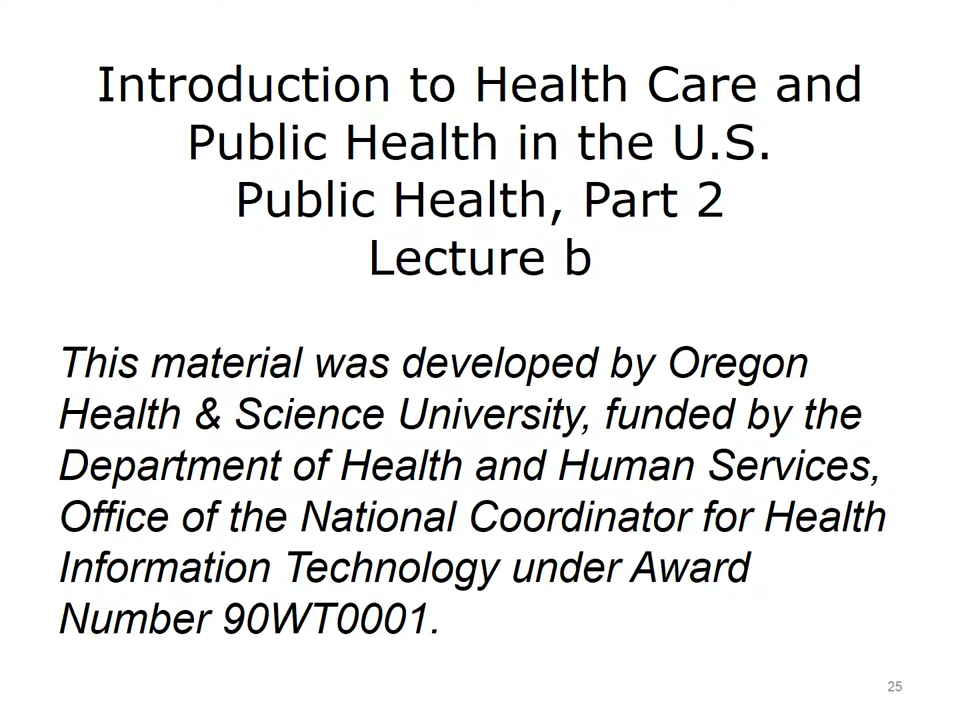 Introduction to Health Care and
Public Health in the U.S.
Public Health, Part 2
Lecture b
This material was developed by Oregon
Health & Science University, funded by the
Department of Health and Human Services,
Office of the National Coordinator for Health
Information Technology under Award
Number 90WT0001.
25